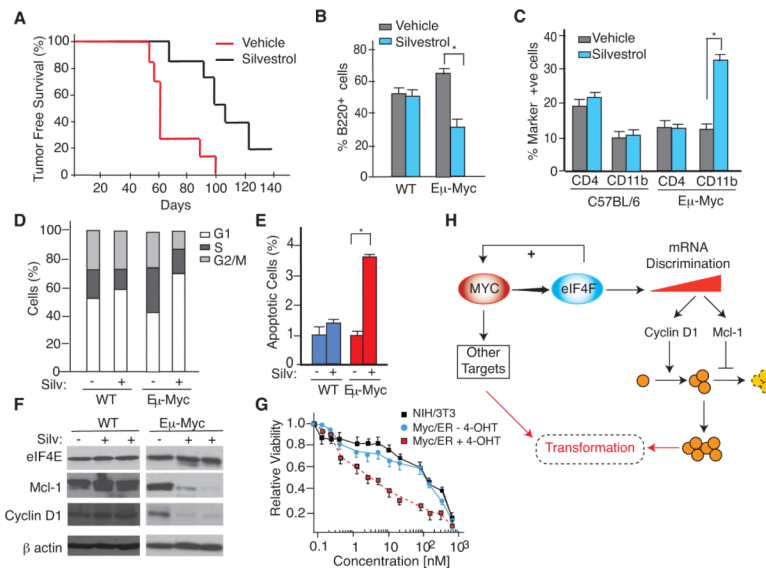 A
Tumor Free Survival (%)
100
80
60
40
20
Vehicle
Silvestrol
20 40 60 80 100 120 140
Days
B
% B220+ cells
80
60
40
20
0
Vehicle
Silvestrol
*
WT Eμ-Myc
C
% Marker +ve cells
40
30
20
10
0
Vehicle
Silvestrol
*
CD4 CD11b CD4 CD11b
C57BL/6 Eμ-Myc
D
Cells (%)
100
80
60
40
20
0
G1
S
G2/M
Silv: - + - +
WT Eμ-Myc
E
Apoptotic Cells (%)
4
3
2
1
0
*
Silv: - + - +
WT Eμ-Myc
F
WT Eμ-Myc
Silv: - + + - + +
eIF4E
Mcl-1
Cyclin D1
β actin
G
Relative Viability
1.0
0.8
0.6
0.4
0.2
NIH/3T3
Myc/ER - 4-OHT
Myc/ER + 4-OHT
0.1 1 10 10² 10³
Concentration [nM]
H
+
MYC
eIF4F
mRNA
Discrimination
Cyclin D1 Mcl-1
Other
Targets
Transformation